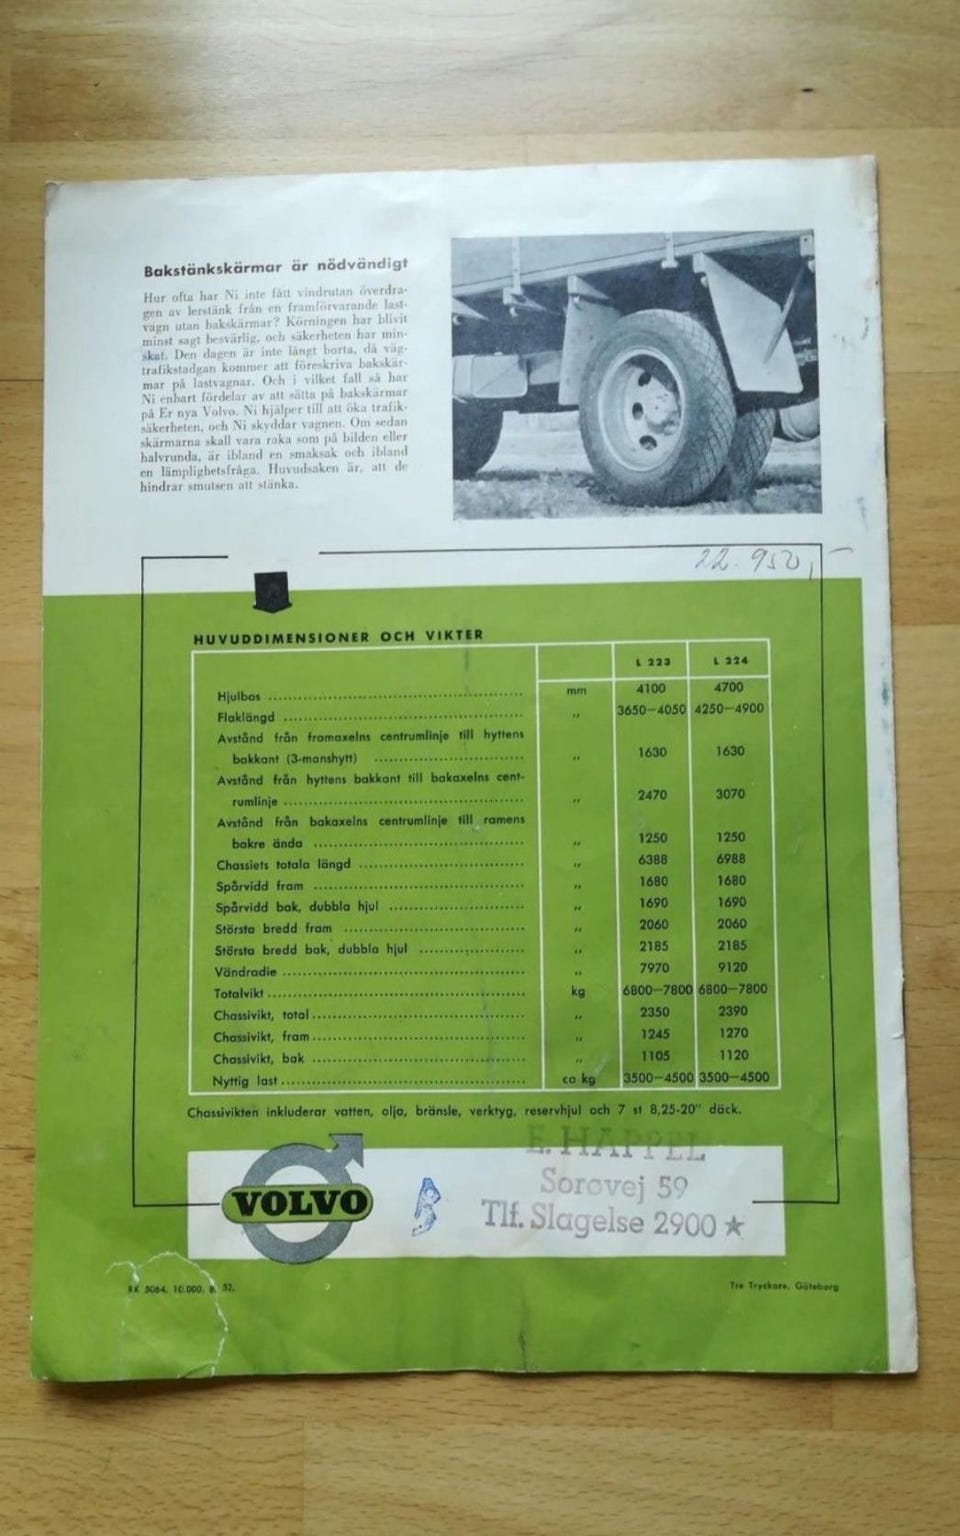 Bakstänkskärmar är nödvändigt
Hur ofta har Ni inte fått vindrutan överdra-
gen av lerstänk från en framförvarande last-
vagn utan bakskärmar? Körningen har blivit
minst sagt besvärlig, och säkerheten har min-
skat. Den dagen är inte långt borta, då väg-
trafikstadgan kommer att föreskriva bakskär-
mar på lastvagnar. Och i vilket fall så har
Ni enbart fördelar av att sätta på bakskärmar
på Er nya Volvo. Ni hjälper till att öka trafik-
säkerheten, och Ni skyddar vagnen. Om sedan
skärmarna skall vara raka som på bilden eller
halvrunda, är ibland en smaksak och ibland
en lämplighetsfråga. Huvudsaken är, att de
hindrar smutsen att stänka.
22.950,-
HUVUDDIMENSIONER OCH VIKTER
L 223 L 224
Hjulbas mm 4100 4700
Flaklängd ,, 3650—4050 4250—4900
Avstånd från framaxelns centrumlinje till hyttens
bakkant (3-manshytt) ,, 1630 1630
Avstånd från hyttens bakkant till bakaxelns cent-
rumlinje ,, 2470 3070
Avstånd från bakaxelns centrumlinje till ramens
bakre ända ,, 1250 1250
Chassiets totala längd ,, 6388 6988
Spårvidd fram ,, 1680 1680
Spårvidd bak, dubbla hjul ,, 1690 1690
Största bredd fram ,, 2060 2060
Största bredd bak, dubbla hjul ,, 2185 2185
Vändradie ,, 7970 9120
Totalvikt kg 6800—7800 6800—7800
Chassivikt, total ,, 2350 2390
Chassivikt, fram ,, 1245 1270
Chassivikt, bak ,, 1105 1120
Nyttig last ca kg 3500—4500 3500—4500
Chassivikten inkluderar vatten, olja, bränsle, verktyg, reservhjul och 7 st 8,25-20" däck.
E. HAPPEL
Sorøvej 59
Tlf. Slagelse 2900 ★
VOLVO
RK 5064. 10.000. 8. 52.
Tre Tryckare, Göteborg